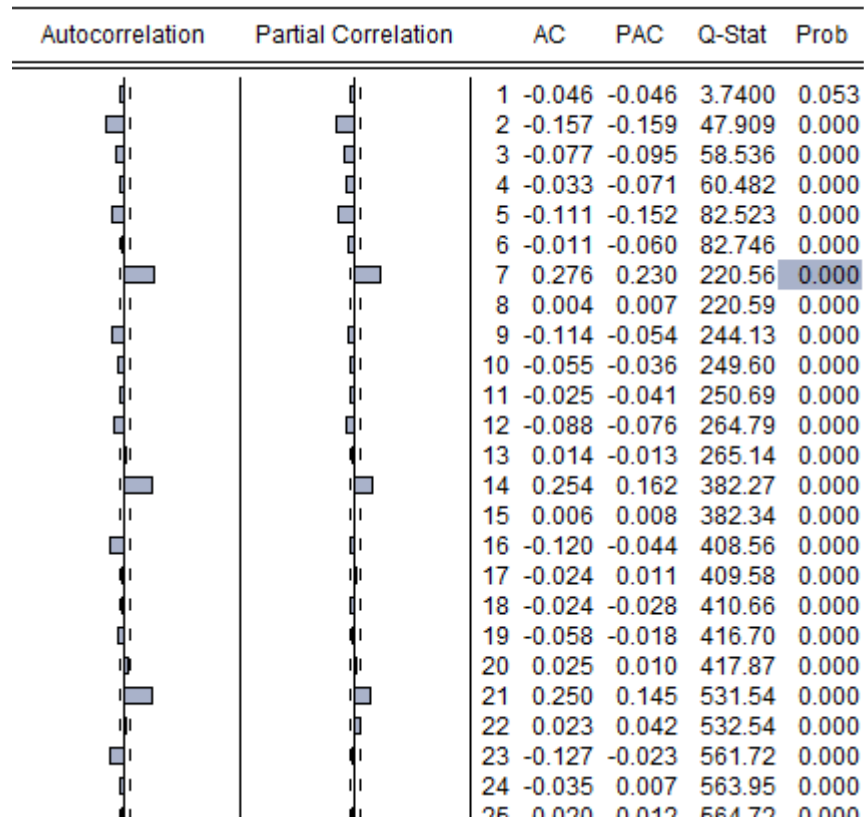 Autocorrelation Partial Correlation AC PAC Q-Stat Prob
1 -0.046 -0.046 3.7400 0.053
2 -0.157 -0.159 47.909 0.000
3 -0.077 -0.095 58.536 0.000
4 -0.033 -0.071 60.482 0.000
5 -0.111 -0.152 82.523 0.000
6 -0.011 -0.060 82.746 0.000
7 0.276 0.230 220.56 0.000
8 0.004 0.007 220.59 0.000
9 -0.114 -0.054 244.13 0.000
10 -0.055 -0.036 249.60 0.000
11 -0.025 -0.041 250.69 0.000
12 -0.088 -0.076 264.79 0.000
13 0.014 -0.013 265.14 0.000
14 0.254 0.162 382.27 0.000
15 0.006 0.008 382.34 0.000
16 -0.120 -0.044 408.56 0.000
17 -0.024 0.011 409.58 0.000
18 -0.024 -0.028 410.66 0.000
19 -0.058 -0.018 416.70 0.000
20 0.025 0.010 417.87 0.000
21 0.250 0.145 531.54 0.000
22 0.023 0.042 532.54 0.000
23 -0.127 -0.023 561.72 0.000
24 -0.035 0.007 563.95 0.000
25 0.020 0.012 564.72 0.000